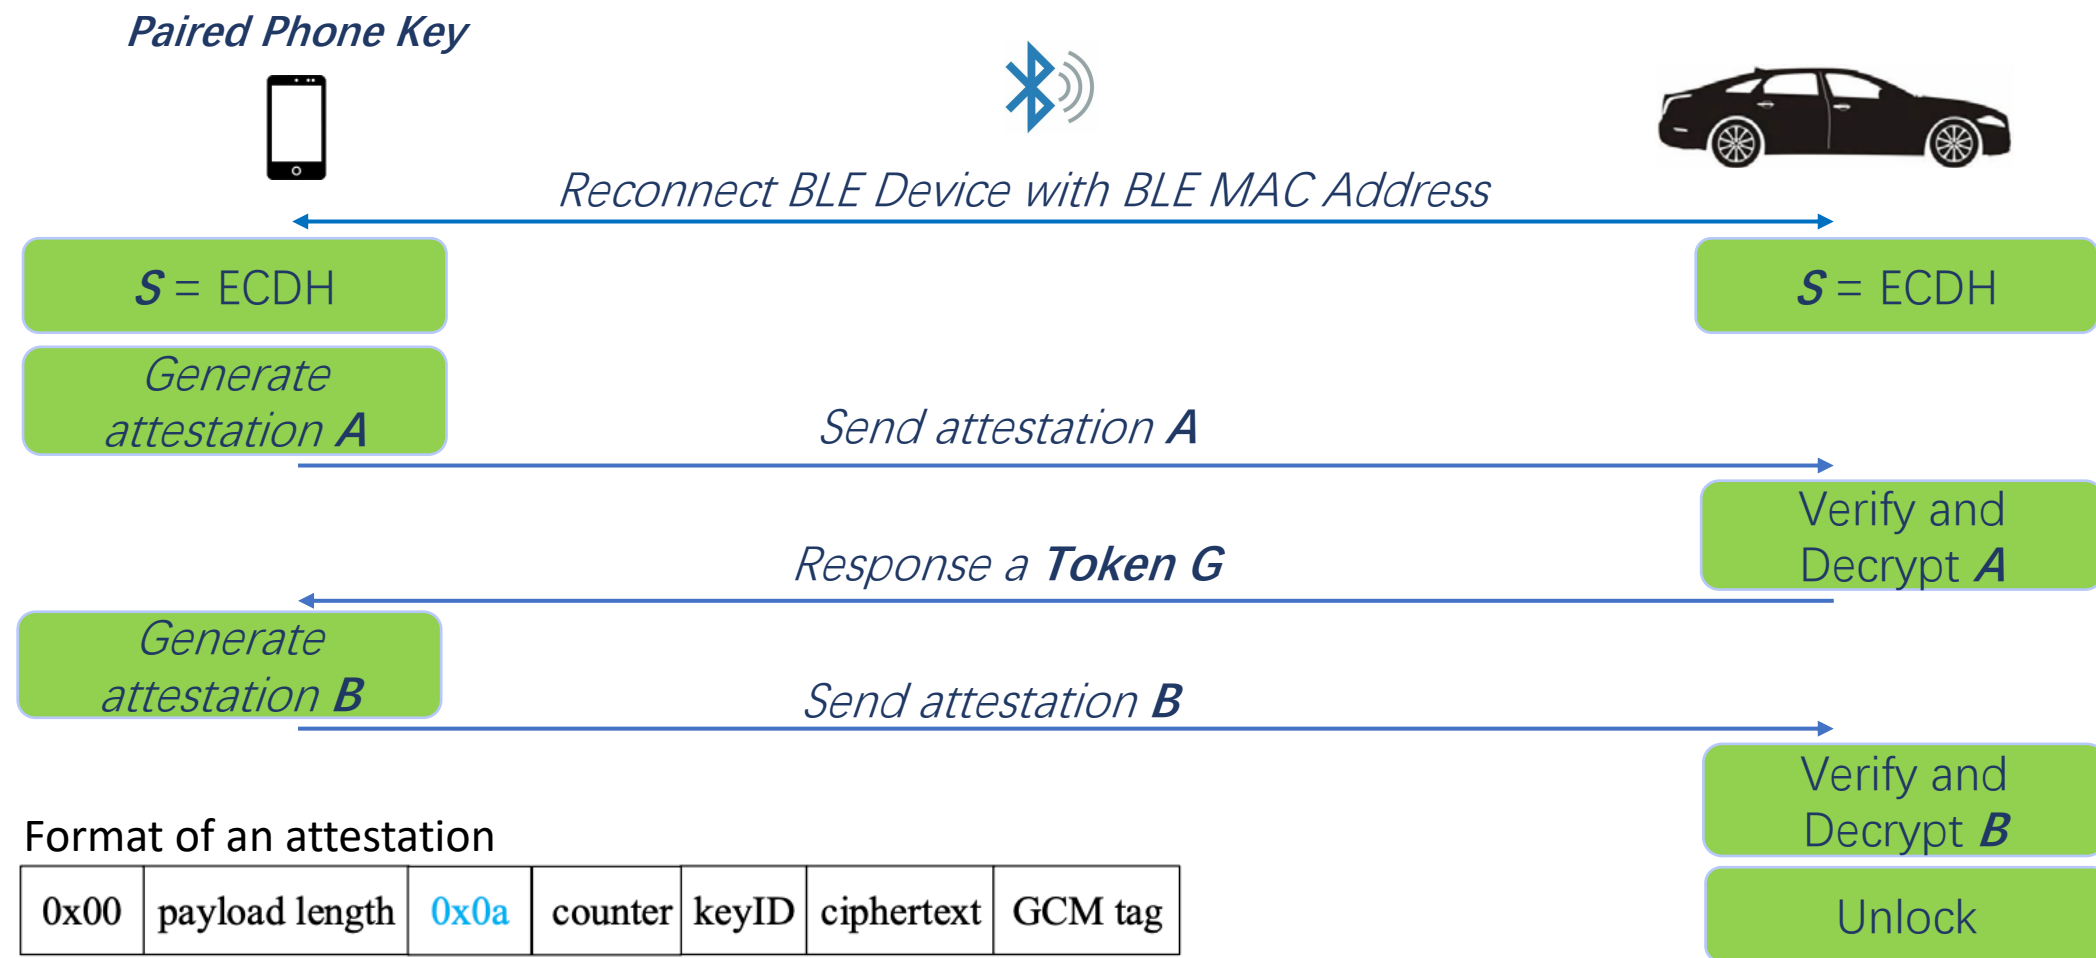 Paired Phone Key
Reconnect BLE Device with BLE MAC Address
S = ECDH
S = ECDH
Generate
attestation A
Send attestation A
Verify and
Decrypt A
Response a Token G
Generate
attestation B
Send attestation B
Verify and
Decrypt B
Unlock
Format of an attestation
0x00 payload length 0x0a counter keyID ciphertext GCM tag